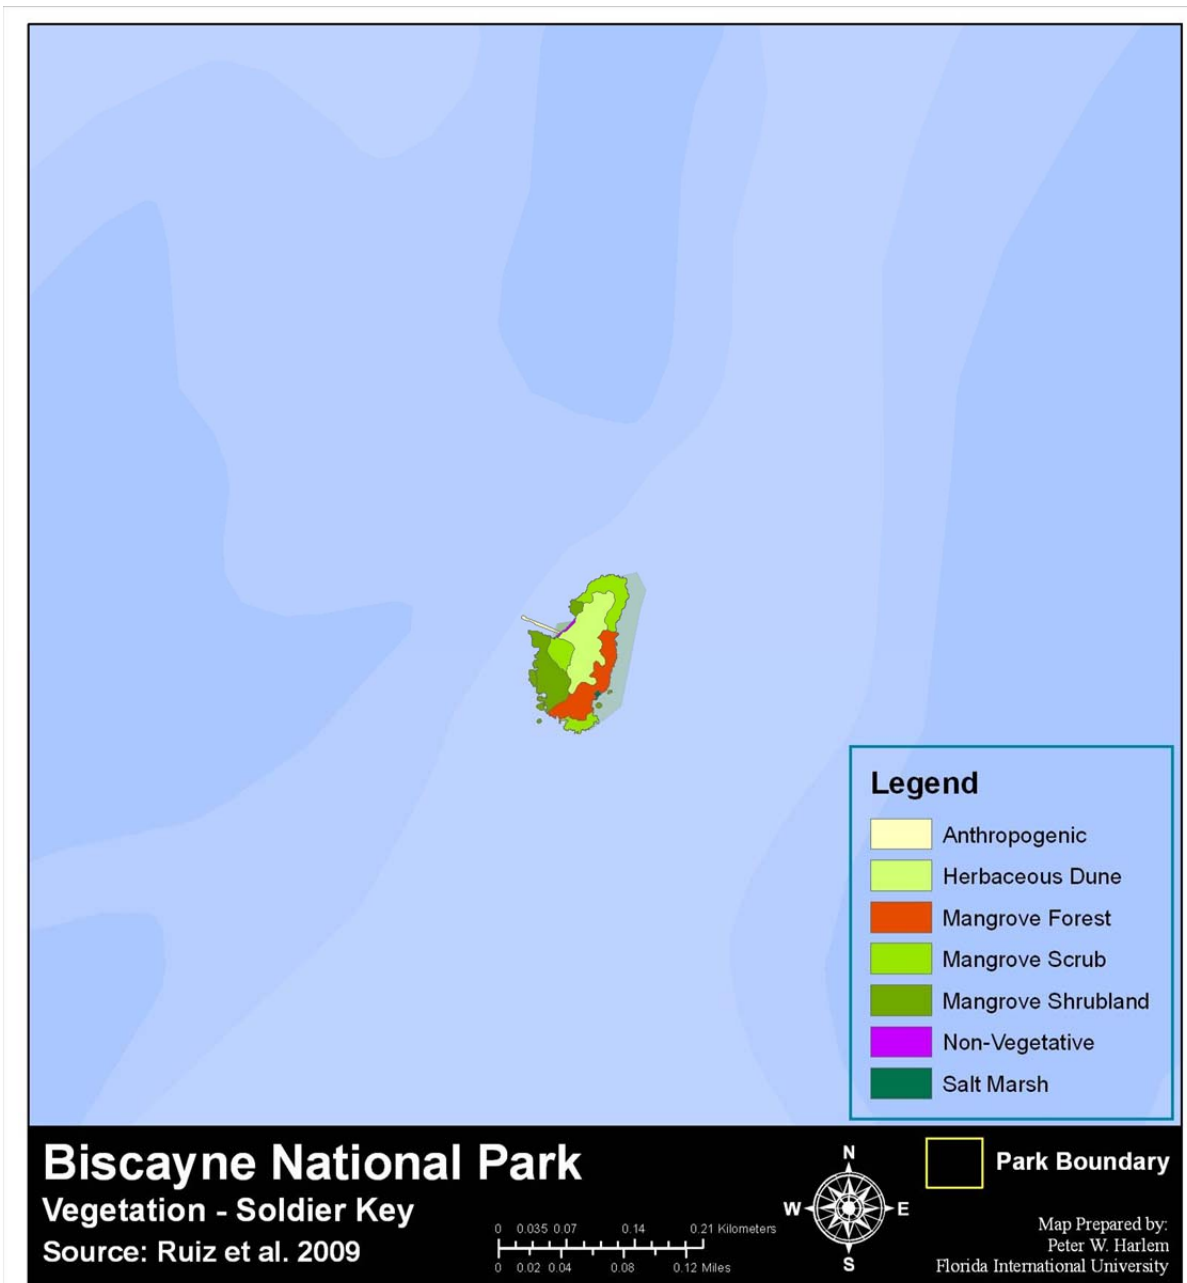 Legend
Anthropogenic
Herbaceous Dune
Mangrove Forest
Mangrove Scrub
Mangrove Shrubland
Non-Vegetative
Salt Marsh
Biscayne National Park
Vegetation - Soldier Key
Source: Ruiz et al. 2009
0 0.035 0.07 0.14 0.21 Kilometers
0 0.02 0.04 0.08 0.12 Miles
N
W E
S
Park Boundary
Map Prepared by:
Peter W. Harlem
Florida International University